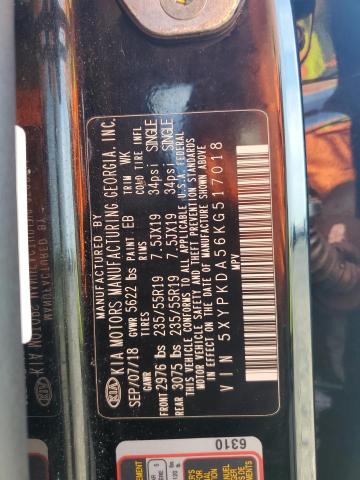 MANUFACTURED BY
KIA MOTORS MANUFACTURING GEORGIA, INC.
SEP/07/18 GVWR 5622 lbs PAINT EB TRIM WK
GAWR TIRES RIMS COLD TIRE INFL
FRONT 2976 lbs 235/55R19 7.5JX19 34psi SINGLE
REAR 3075 lbs 235/55R19 7.5JX19 34psi SINGLE
THIS VEHICLE CONFORMS TO ALL APPLICABLE U.S.A. FEDERAL
MOTOR VEHICLE SAFETY AND THEFT PREVENTION STANDARDS
IN EFFECT ON THE DATE OF MANUFACTURE SHOWN ABOVE
VIN 5XYPKDA56KG517018
MPV
KIA
6310